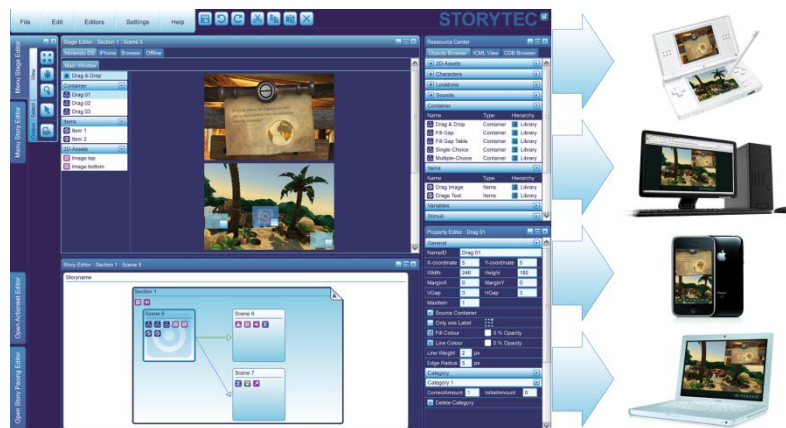 File Edit Editors Settings Help
STORYTEC
Menu Stage Editor
Menu Story Editor
Open Actionset Editor
Open Story Pacing Editor
View
Stage Editor : Section 1 : Scene 5
Nintendo DS iPhone Browser Offline
Main Window
Drag & Drop
Container
Drag 01
Drag 02
Drag 03
Items
Item 1
Item 2
2D-Assets
Image top
Image bottom
Story Editor : Section 1 : Scene 5
Storyname
Section 1
A
Scene 5
Scene 6
Scene 7
Ressource Center
Objects Browser ICML View CDB Browser
2D-Assets
Characters
Locations
Sounds
Container
Name Type Hierarchy
Drag & Drop Container Library
Fill Gap Container Library
Fill Gap Table Container Library
Single-Choice Container Library
Multiple-Choice Container Library
Items
Name Type Hierarchy
Drag Image Items Library
Drage Text Items Library
Variables
Stimuli
Property Editor : Drag 01
General
NameID Drag 01
X-coordinate 5 Y-coordinate 5
Width 246 Height 182
MarginX 0 MarginY 0
VGap 3 HGap 3
MaxItem 1
Source Container
Only one Label
Fill Colour 0 % Opacity
Line Colour 0 % Opacity
Line Weight 2 px
Edge Radius 5 px
Category
Category 1
CorrectAmount 1 InitialAmount 0
Delete Category